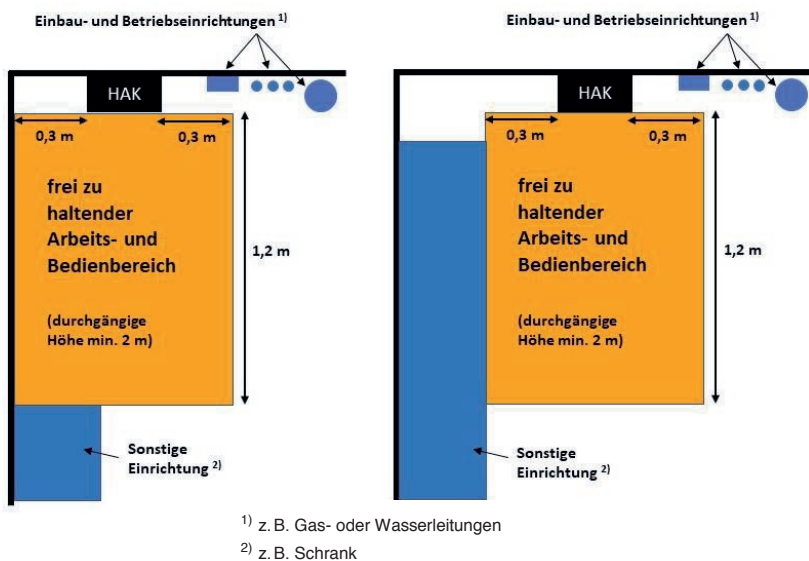 Einbau- und Betriebseinrichtungen 1)
HAK
0,3 m
0,3 m
frei zu
haltender
Arbeits- und
Bedienbereich
1,2 m
(durchgängige
Höhe min. 2 m)
Sonstige
Einrichtung 2)
Einbau- und Betriebseinrichtungen 1)
HAK
0,3 m
0,3 m
frei zu
haltender
Arbeits- und
Bedienbereich
1,2 m
(durchgängige
Höhe min. 2 m)
Sonstige
Einrichtung 2)
1) z. B. Gas- oder Wasserleitungen
2) z. B. Schrank